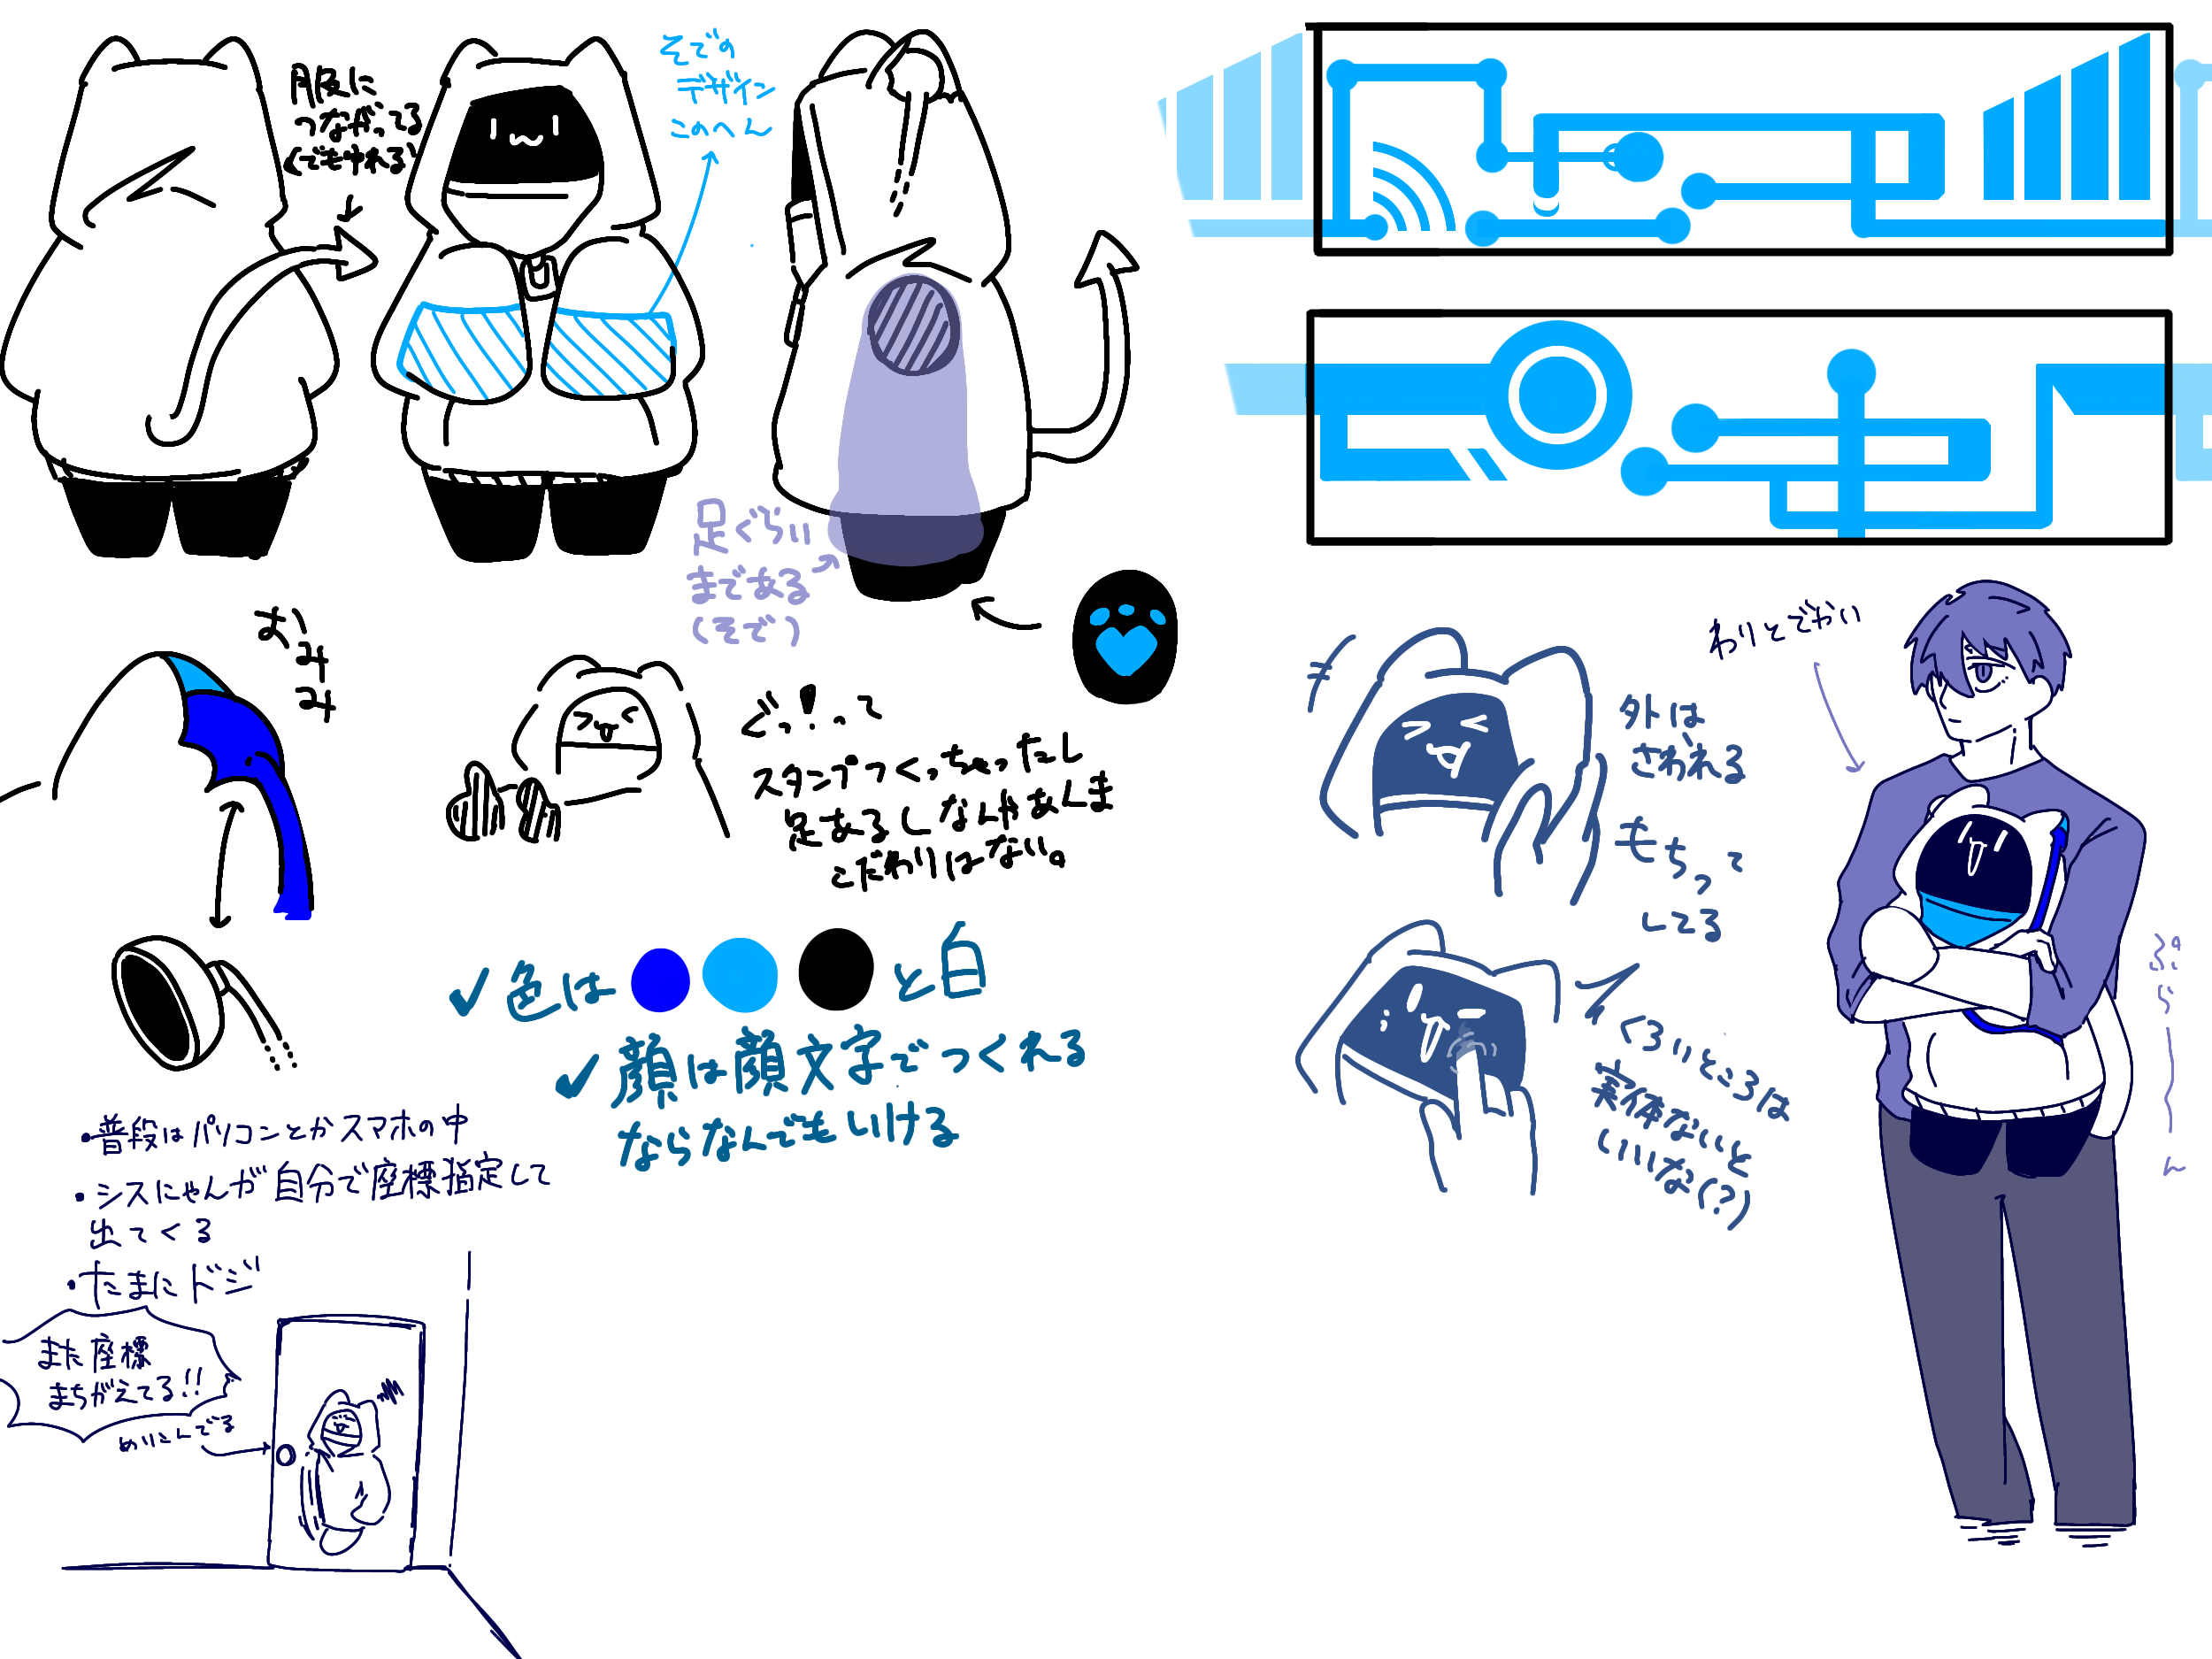 服に
つながってる
(でもゆれる)
そでの
デザイン
このへん
足ぐらい
まである
(そで)
おみみ
ぐっ!って
スタンプつくっちゃったし
足あるしなんやあんま
こだわりはない。
✓色は
と白
✓顔は顔文字でつくれる
ならなんでもいける
・普段はパソコンとかスマホの中
・シスにゃんが自分で座標指定して
出てくる
・たまにドジ
また座標
まちがえてる!!
めりこんでる
外は
さわれる
もちっ
してる
くろいところは
実体ないと
いいな(?)
わりとでかい
ぷらーん